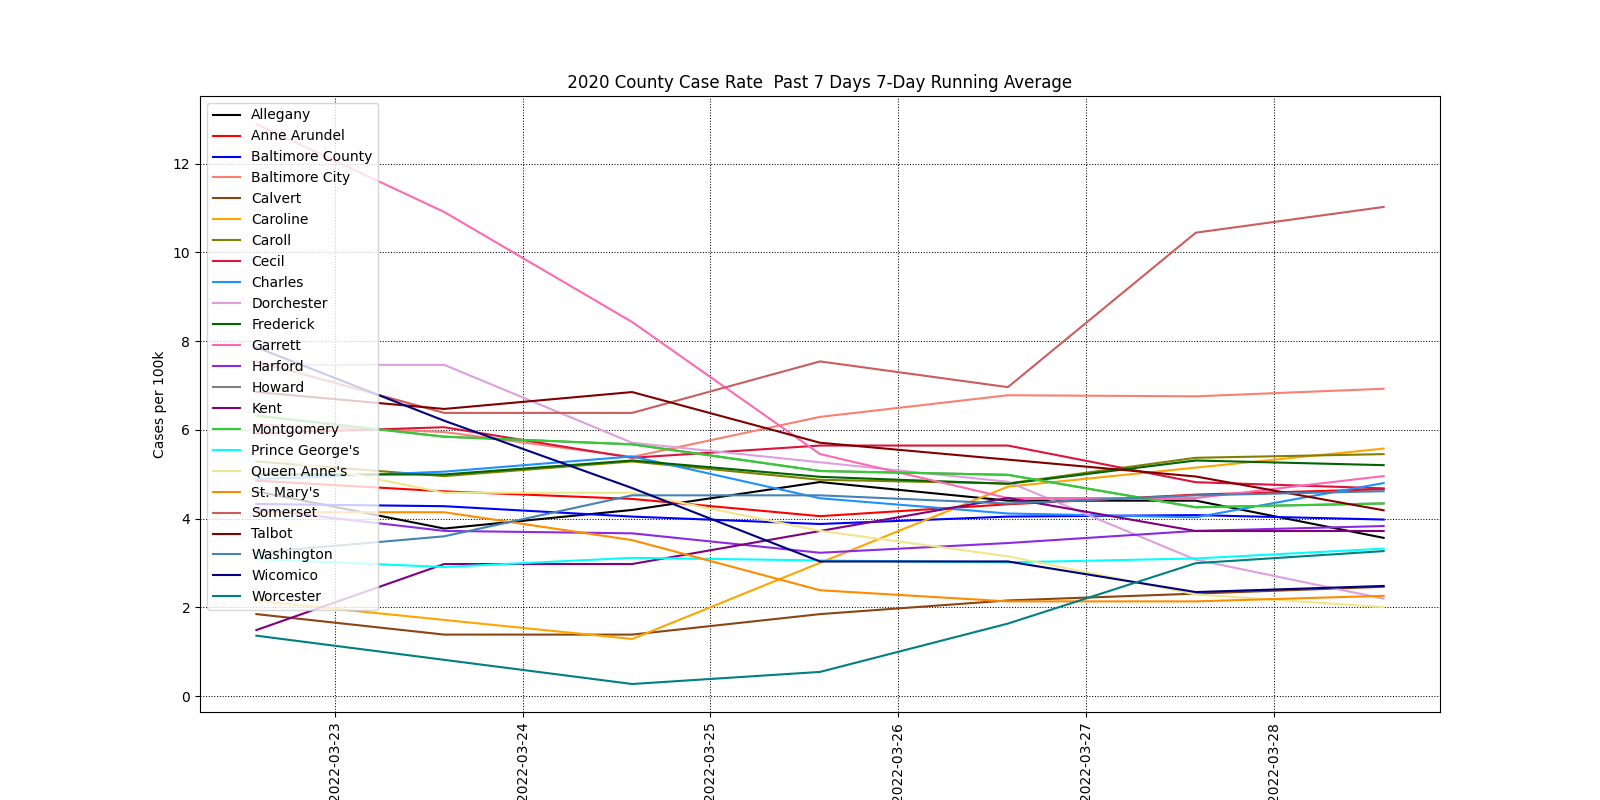 2020 County Case Rate  Past 7 Days 7-Day Running Average
Cases per 100k
12
10
8
6
4
2
0
Allegany
Anne Arundel
Baltimore County
Baltimore City
Calvert
Caroline
Caroll
Cecil
Charles
Dorchester
Frederick
Garrett
Harford
Howard
Kent
Montgomery
Prince George's
Queen Anne's
St. Mary's
Somerset
Talbot
Washington
Wicomico
Worcester
2022-03-23
2022-03-24
2022-03-25
2022-03-26
2022-03-27
2022-03-28